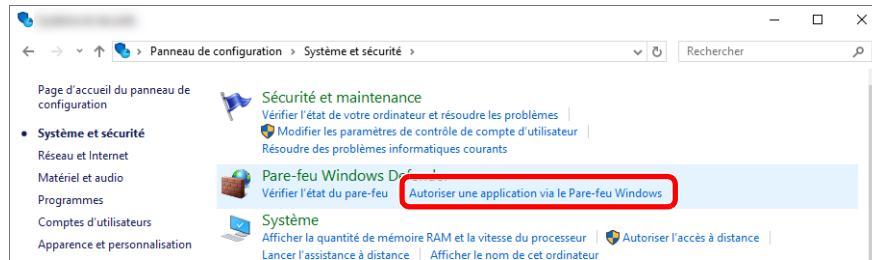 Panneau de configuration > Système et sécurité >
Rechercher
Page d'accueil du panneau de
configuration
Système et sécurité
Réseau et Internet
Matériel et audio
Programmes
Comptes d'utilisateurs
Apparence et personnalisation
Sécurité et maintenance
Vérifier l'état de votre ordinateur et résoudre les problèmes
Modifier les paramètres de contrôle de compte d'utilisateur
Résoudre des problèmes informatiques courants
Pare-feu Windows Defender
Vérifier l'état du pare-feu Autoriser une application via le Pare-feu Windows
Système
Afficher la quantité de mémoire RAM et la vitesse du processeur Autoriser l'accès à distance
Lancer l'assistance à distance Afficher le nom de cet ordinateur